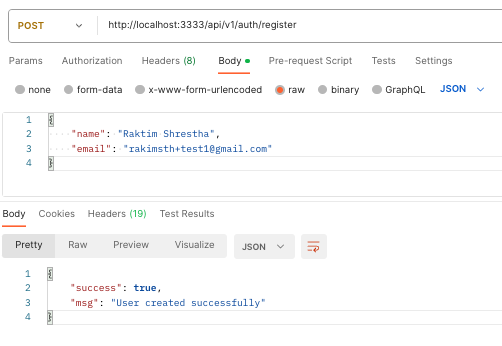 POST http://localhost:3333/api/v1/auth/register
Params Authorization Headers (8) Body Pre-request Script Tests Settings
none form-data x-www-form-urlencoded raw binary GraphQL JSON
1 {
2 "name": "Raktim Shrestha",
3 "email": "rakimsth+test1@gmail.com"
4 }
Body Cookies Headers (19) Test Results
Pretty Raw Preview Visualize JSON
1 {
2 "success": true,
3 "msg": "User created successfully"
4 }